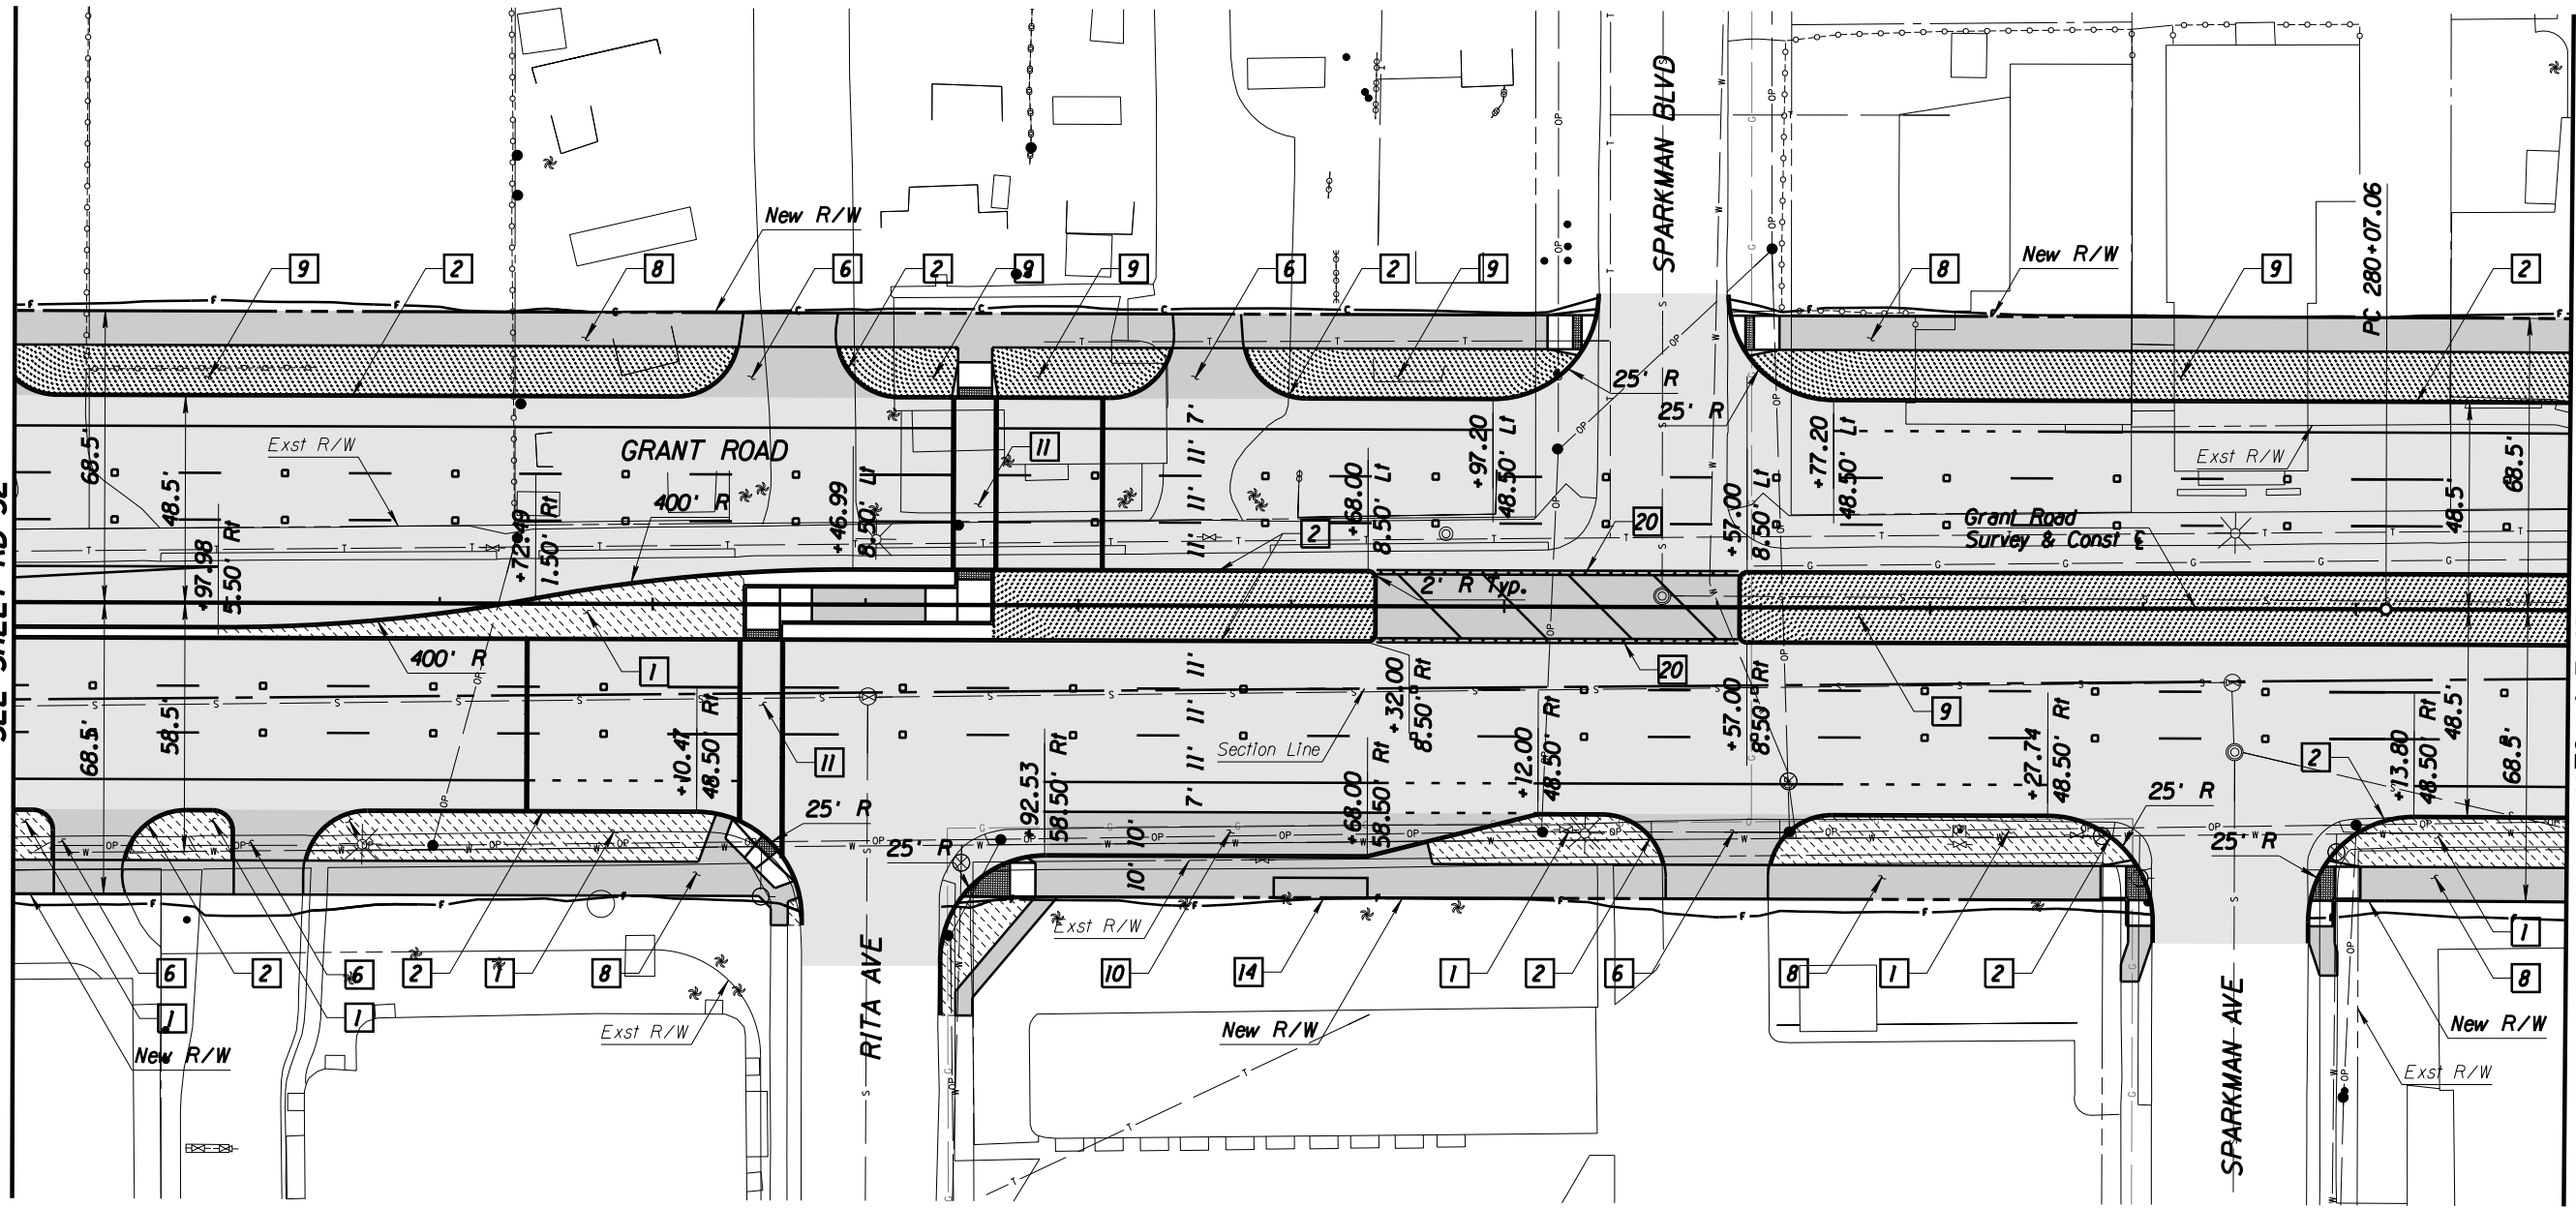 SPARKMAN BLVD
New R/W
New R/W
PC 280+07.06
9
2
8
6
2
9
9
6
2
9
8
9
2
25' R
25' R
GRANT ROAD
Exst R/W
Exst R/W
11
68.5'
48.5'
400' R
+97.98
5.50' Rt
+72.49
1.50' Rt
+46.99
8.50' Lt
11' 11' 11' 7'
+68.00
8.50' Lt
+97.20
48.50' Lt
+57.00
8.50' Lt
+77.20
48.50' Lt
48.5'
68.5'
2
20
Grant Road
Survey & Const ℄
2' R Typ.
400' R
1
20
9
68.5'
58.5'
11
+10.47
48.50' Rt
7' 11' 11' 11'
Section Line
+32.00
8.50' Rt
+12.00
48.50' Rt
+57.00
8.50' Rt
+27.74
48.50' Rt
2
+13.80
48.50' Rt
48.5'
68.5'
+92.53
58.50' Rt
+68.00
58.50' Rt
25' R
25' R
25' R
25' R
10' 10'
Exst R/W
6
2
6
2
1
8
10
14
1
2
6
8
1
2
1
8
1
1
New R/W
Exst R/W
RITA AVE
New R/W
SPARKMAN AVE
New R/W
Exst R/W